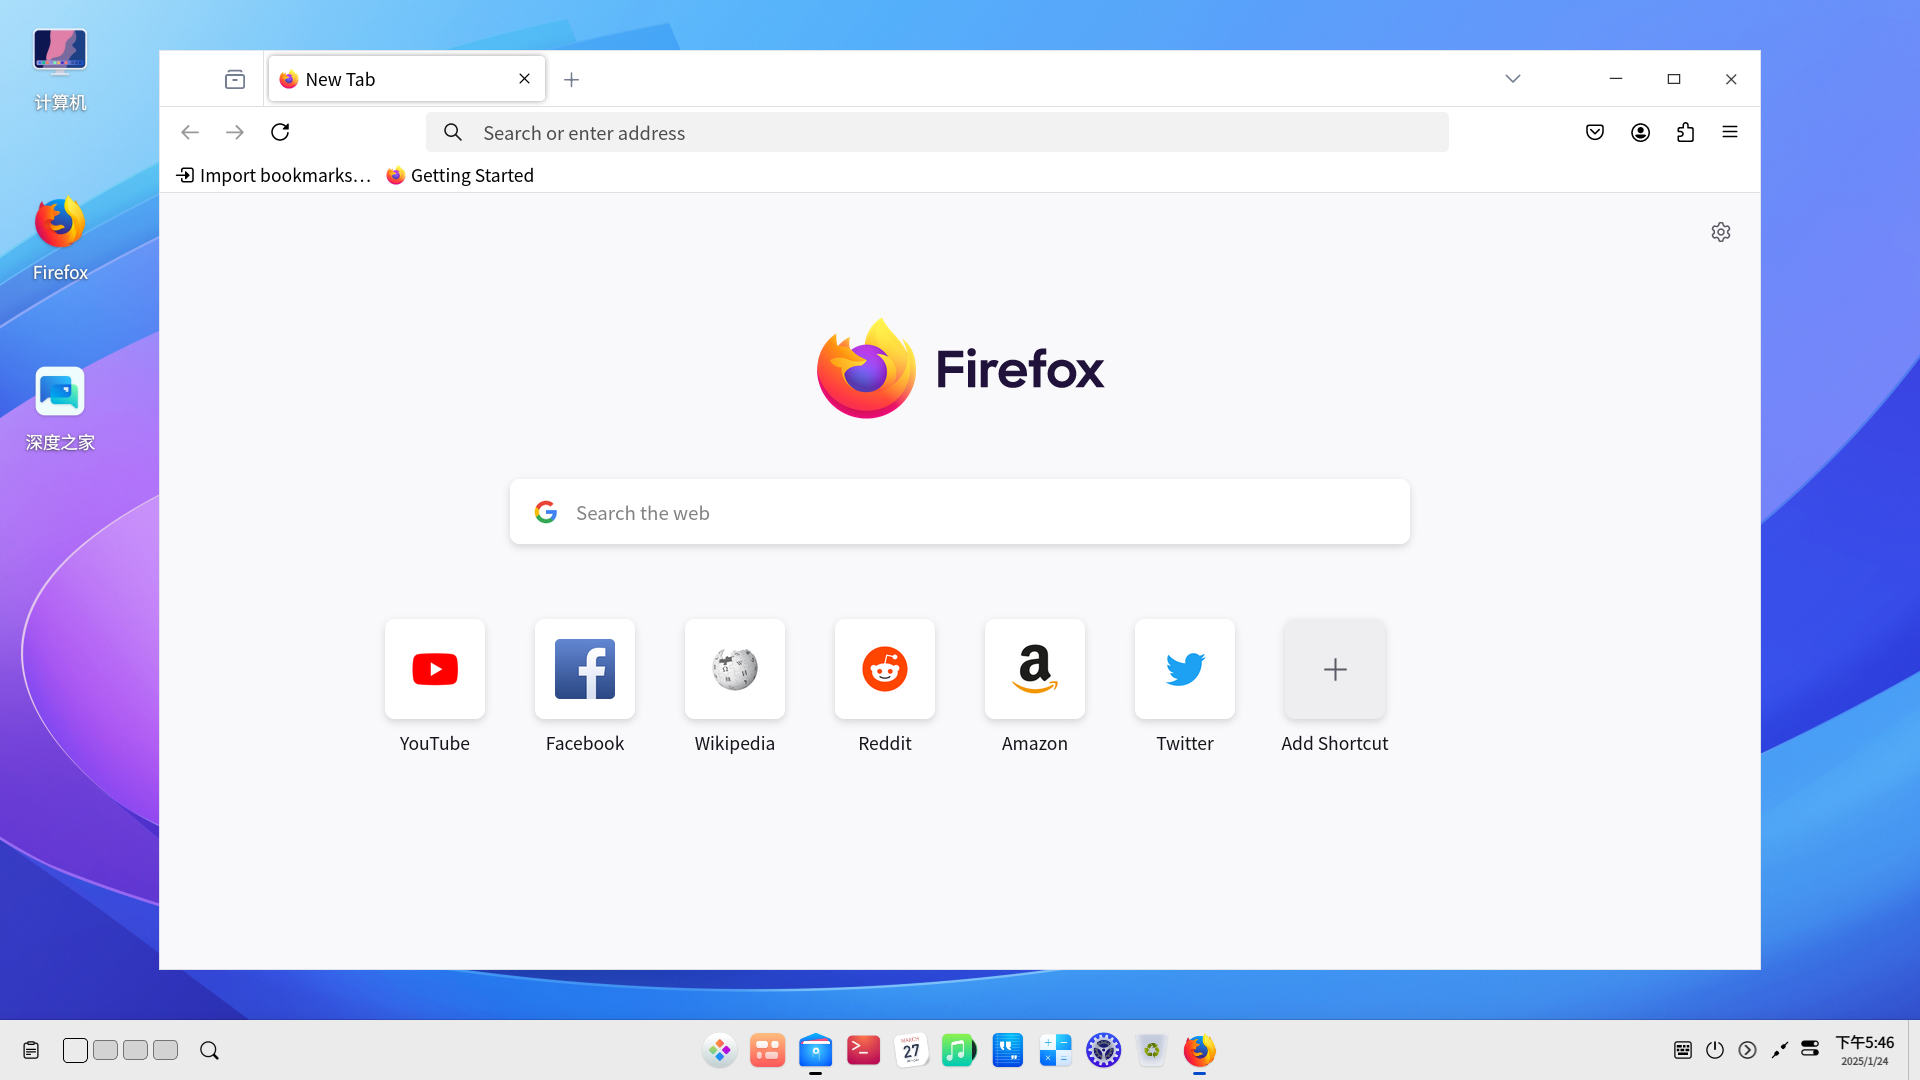 计算机
Firefox
深度之家
New Tab
Search or enter address
Import bookmarks…
Getting Started
Firefox
Search the web
YouTube
Facebook
Wikipedia
Reddit
Amazon
Twitter
Add Shortcut
MARCH
27
下午5:46
2025/1/24